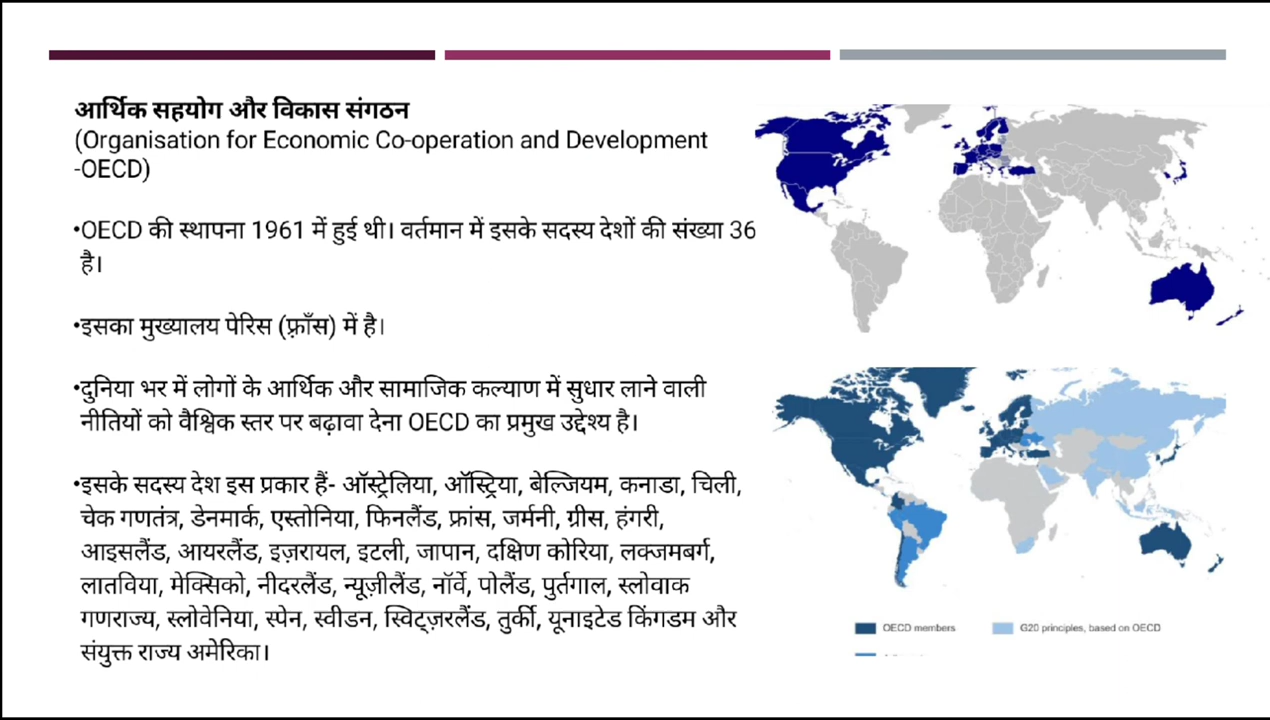 आर्थिक सहयोग और विकास संगठन
(Organisation for Economic Co-operation and Development
-OECD)
•OECD की स्थापना 1961 में हुई थी। वर्तमान में इसके सदस्य देशों की संख्या 36
है।
•इसका मुख्यालय पेरिस (फ़्राँस) में है।
•दुनिया भर में लोगों के आर्थिक और सामाजिक कल्याण में सुधार लाने वाली
नीतियों को वैश्विक स्तर पर बढ़ावा देना OECD का प्रमुख उद्देश्य है।
•इसके सदस्य देश इस प्रकार हैं- ऑस्ट्रेलिया, ऑस्ट्रिया, बेल्जियम, कनाडा, चिली,
चेक गणतंत्र, डेनमार्क, एस्तोनिया, फिनलैंड, फ्रांस, जर्मनी, ग्रीस, हंगरी,
आइसलैंड, आयरलैंड, इज़रायल, इटली, जापान, दक्षिण कोरिया, लक्जमबर्ग,
लातविया, मेक्सिको, नीदरलैंड, न्यूज़ीलैंड, नॉर्वे, पोलैंड, पुर्तगाल, स्लोवाक
गणराज्य, स्लोवेनिया, स्पेन, स्वीडन, स्विट्ज़रलैंड, तुर्की, यूनाइटेड किंगडम और
संयुक्त राज्य अमेरिका।
OECD members
G20 principles, based on OECD